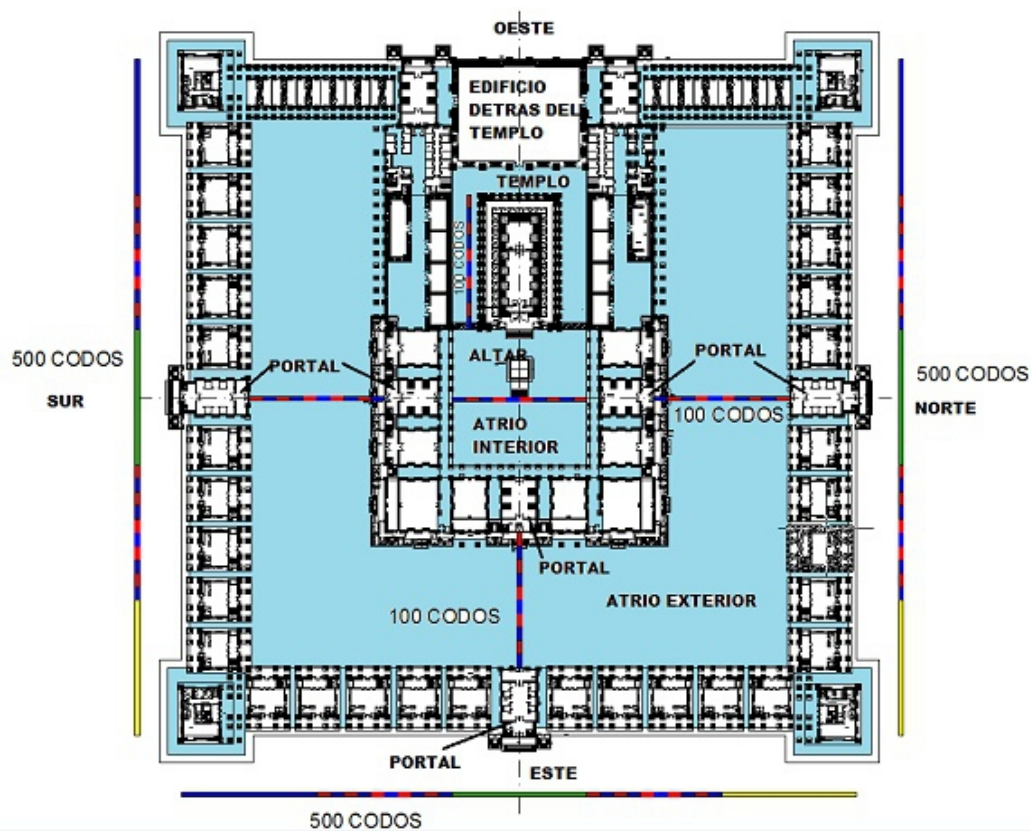 OESTE
EDIFICIO
DETRAS DEL
TEMPLO
TEMPLO
100 CODOS
500 CODOS
PORTAL
ALTAR
PORTAL
500 CODOS
SUR
NORTE
100 CODOS
ATRIO
INTERIOR
PORTAL
ATRIO EXTERIOR
100 CODOS
PORTAL
ESTE
500 CODOS